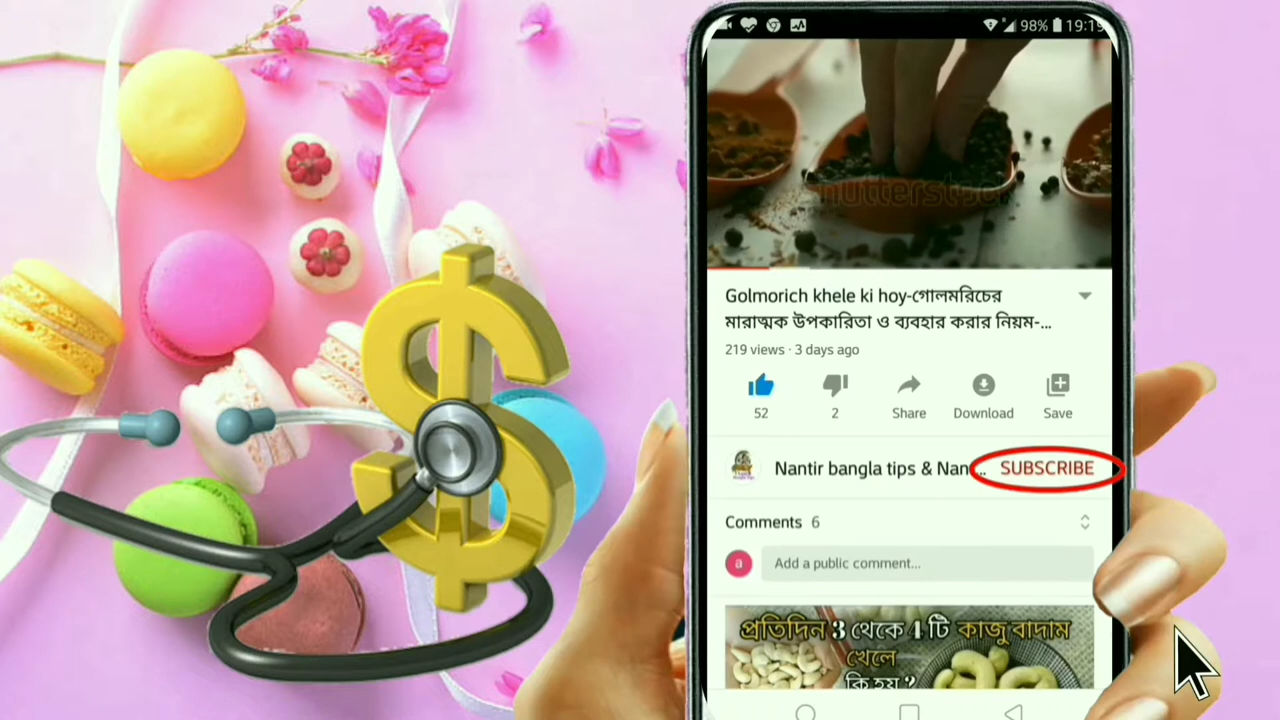 98% 19:19
shutterstock
Golmorich khele ki hoy-গোলমরিচের
মারাত্মক উপকারিতা ও ব্যবহার করার নিয়ম-...
219 views · 3 days ago
52 2 Share Download Save
Nantir bangla tips & Nan... SUBSCRIBE
Comments 6
a Add a public comment...
প্রতিদিন 3 থেকে 4 টি কাজু বাদাম
খেলে
কি হয় ?